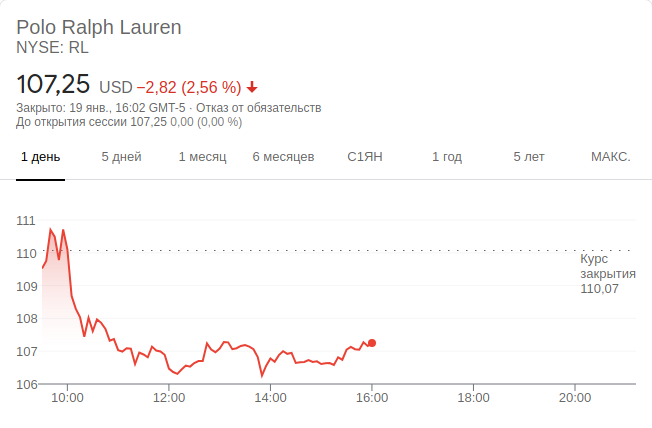 Polo Ralph Lauren
NYSE: RL
107,25 USD −2,82 (2,56 %)
Закрыто: 19 янв., 16:02 GMT-5 · Отказ от обязательств
До открытия сессии 107,25 0,00 (0,00 %)
1 день 5 дней 1 месяц 6 месяцев С1ЯН 1 год 5 лет МАКС.
111
110
Курс
закрытия
109
110,07
108
107
106
10:00 12:00 14:00 16:00 18:00 20:00